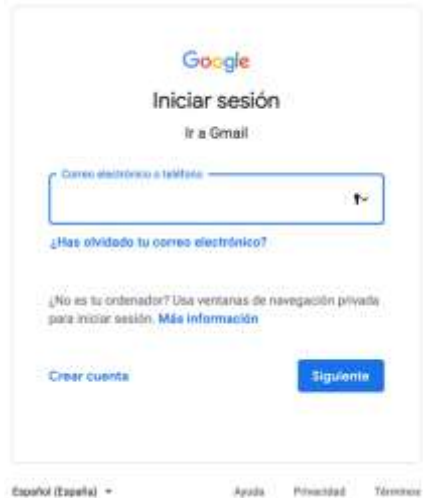 Google
Iniciar sesión
Ir a Gmail
Correo electrónico o teléfono
¿Has olvidado tu correo electrónico?
¿No es tu ordenador? Usa ventanas de navegación privada
para iniciar sesión. Más información
Crear cuenta
Siguiente
Español (España)
Ayuda
Privacidad
Términos